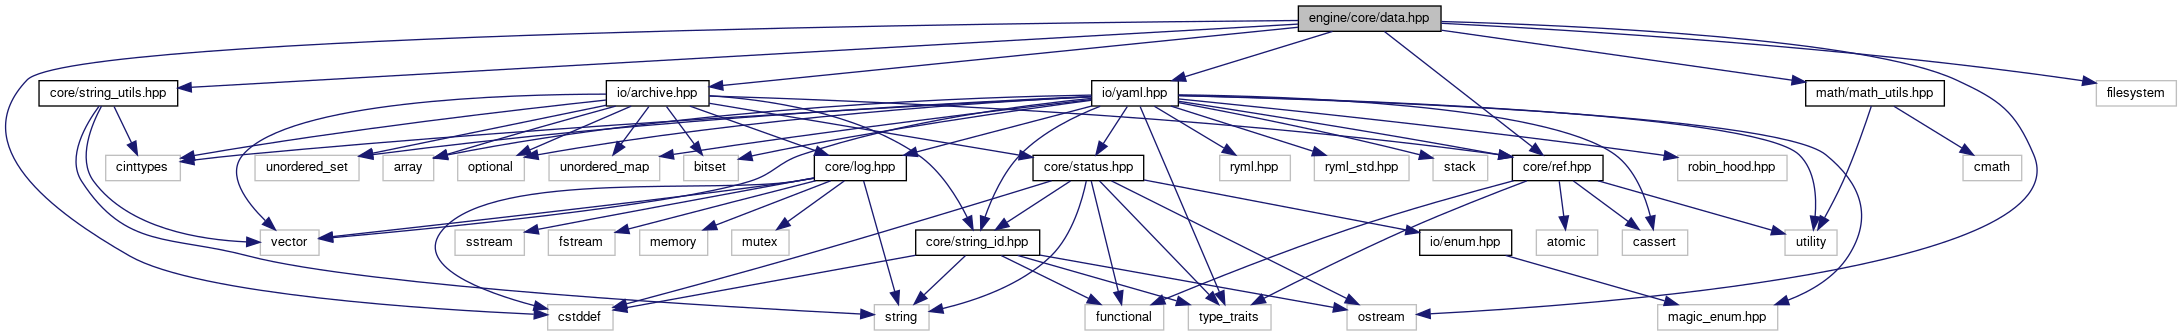 engine/core/data.hpp
core/string_utils.hpp
io/archive.hpp
io/yaml.hpp
math/math_utils.hpp
filesystem
cinttypes
unordered_set
array
optional
unordered_map
bitset
core/log.hpp
core/status.hpp
ryml.hpp
ryml_std.hpp
stack
core/ref.hpp
robin_hood.hpp
cmath
vector
sstream
fstream
memory
mutex
core/string_id.hpp
io/enum.hpp
atomic
cassert
utility
cstddef
string
functional
type_traits
ostream
magic_enum.hpp